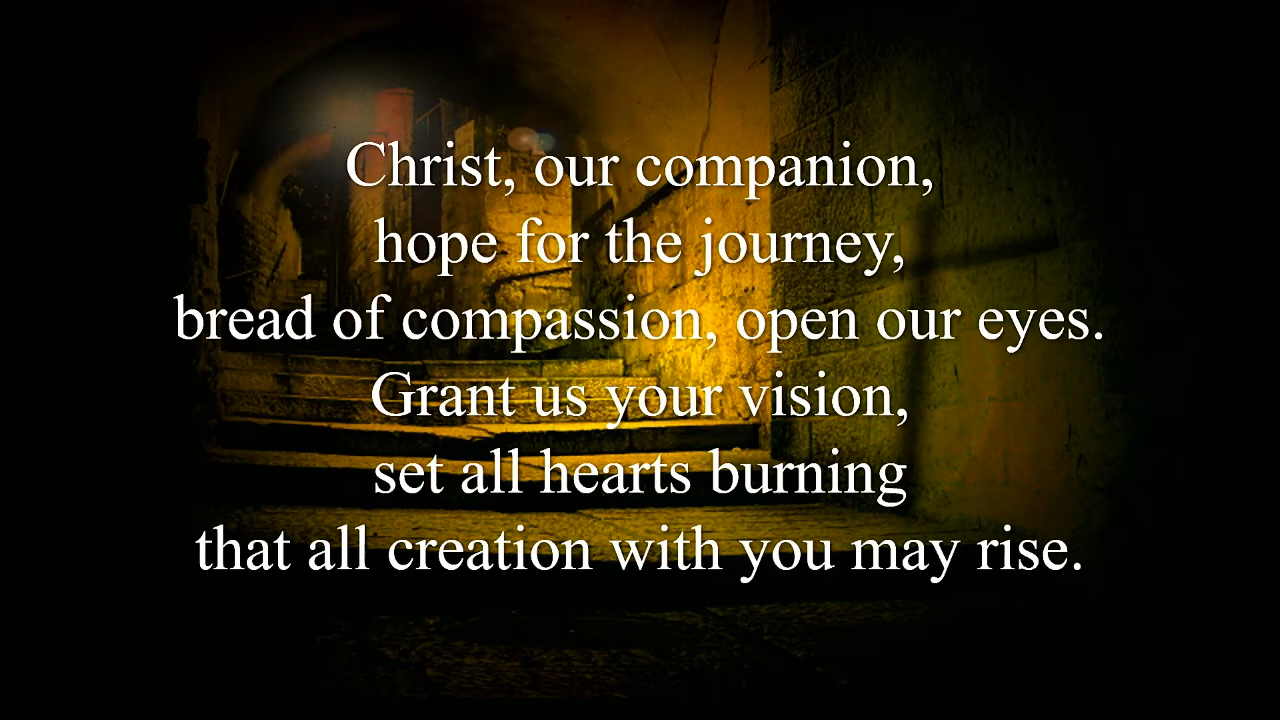 Christ, our companion,
hope for the journey,
bread of compassion, open our eyes.
Grant us your vision,
set all hearts burning
that all creation with you may rise.